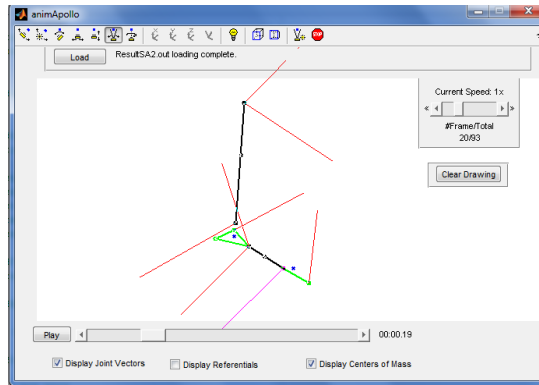 animApollo
STOP
Load
ResultSA2.out loading complete.
Current Speed: 1x
#Frame/Total
20/93
Clear Drawing
Play
00:00.19
Display Joint Vectors
Display Referentials
Display Centers of Mass